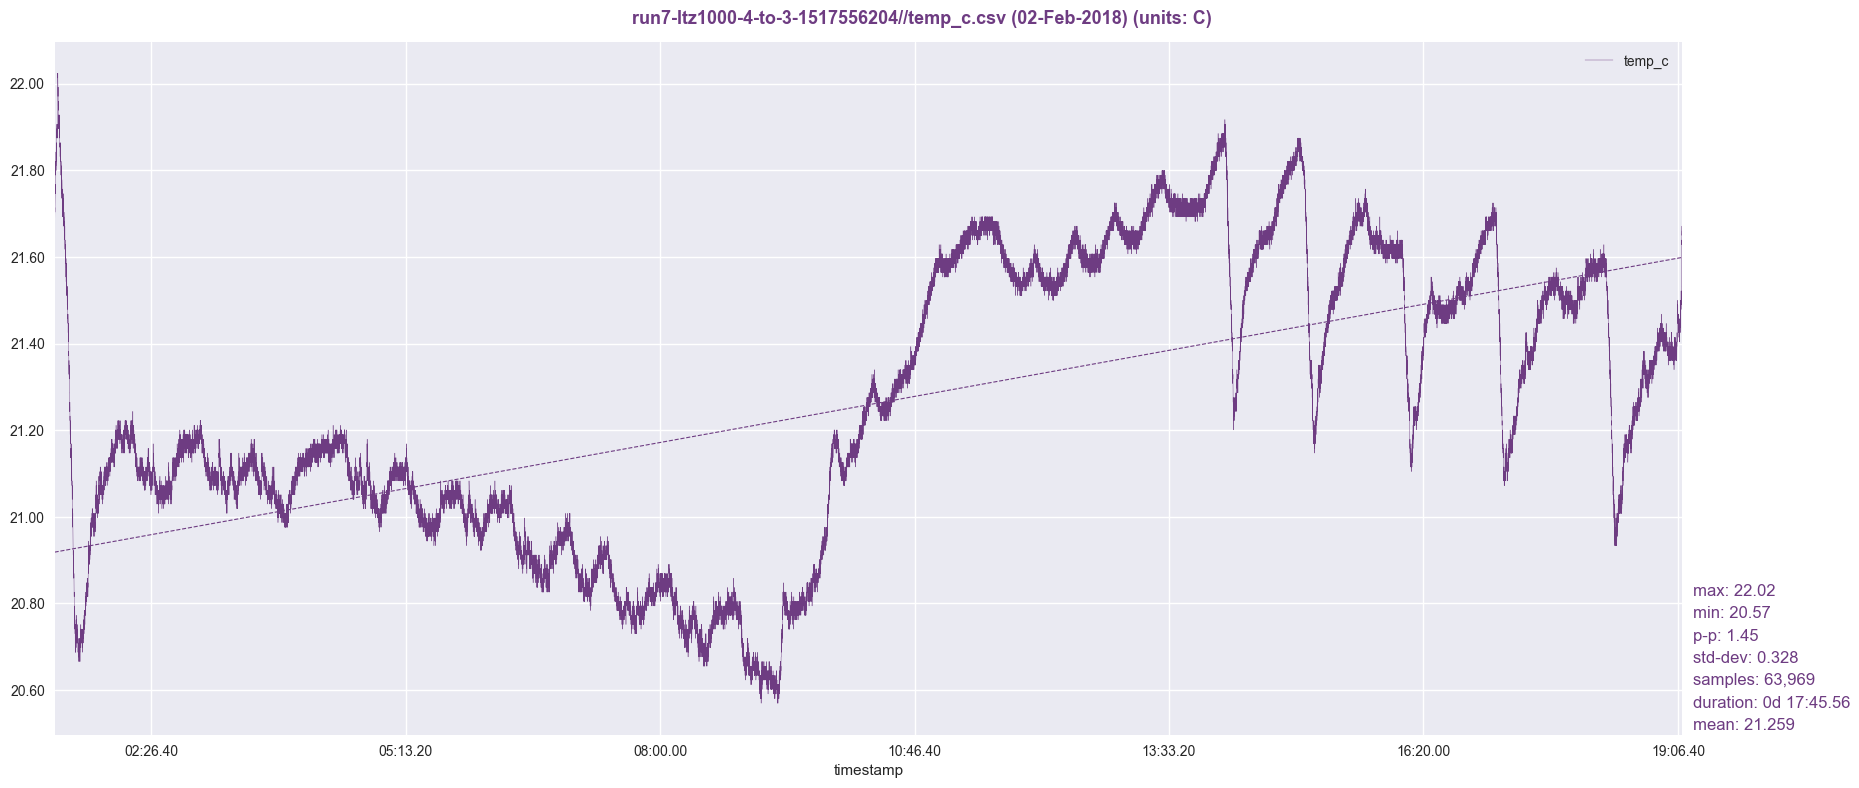 run7-ltz1000-4-to-3-1517556204//temp_c.csv (02-Feb-2018) (units: C)
temp_c
22.00
21.80
21.60
21.40
21.20
21.00
20.80
20.60
max: 22.02
min: 20.57
p-p: 1.45
std-dev: 0.328
samples: 63,969
duration: 0d 17:45.56
mean: 21.259
02:26.40 05:13.20 08:00.00 10:46.40 13:33.20 16:20.00 19:06.40
timestamp